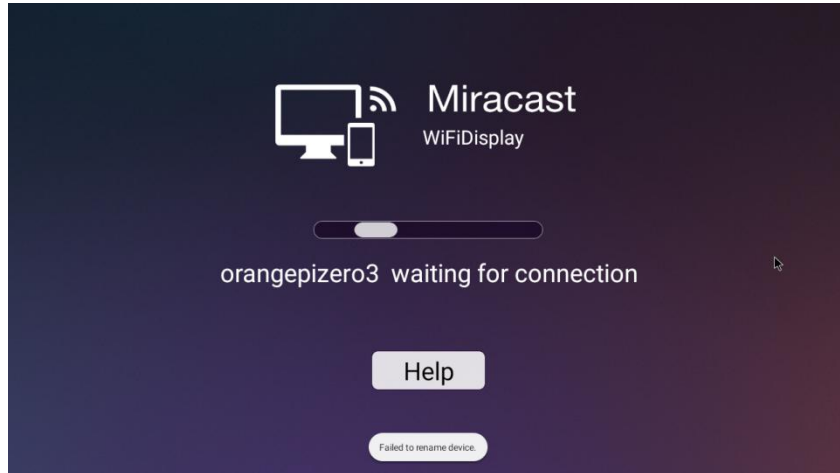 Miracast
WiFiDisplay
orangepizero3  waiting for connection
Help
Failed to rename device.